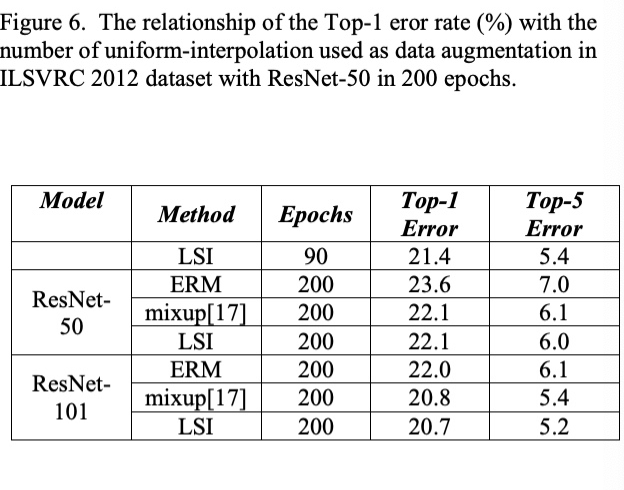 Figure 6. The relationship of the Top-1 eror rate (%) with the
number of uniform-interpolation used as data augmentation in
ILSVRC 2012 dataset with ResNet-50 in 200 epochs.
Model Method Epochs Top-1 Error Top-5 Error
LSI 90 21.4 5.4
ResNet-50 ERM 200 23.6 7.0
mixup[17] 200 22.1 6.1
LSI 200 22.1 6.0
ResNet-101 ERM 200 22.0 6.1
mixup[17] 200 20.8 5.4
LSI 200 20.7 5.2